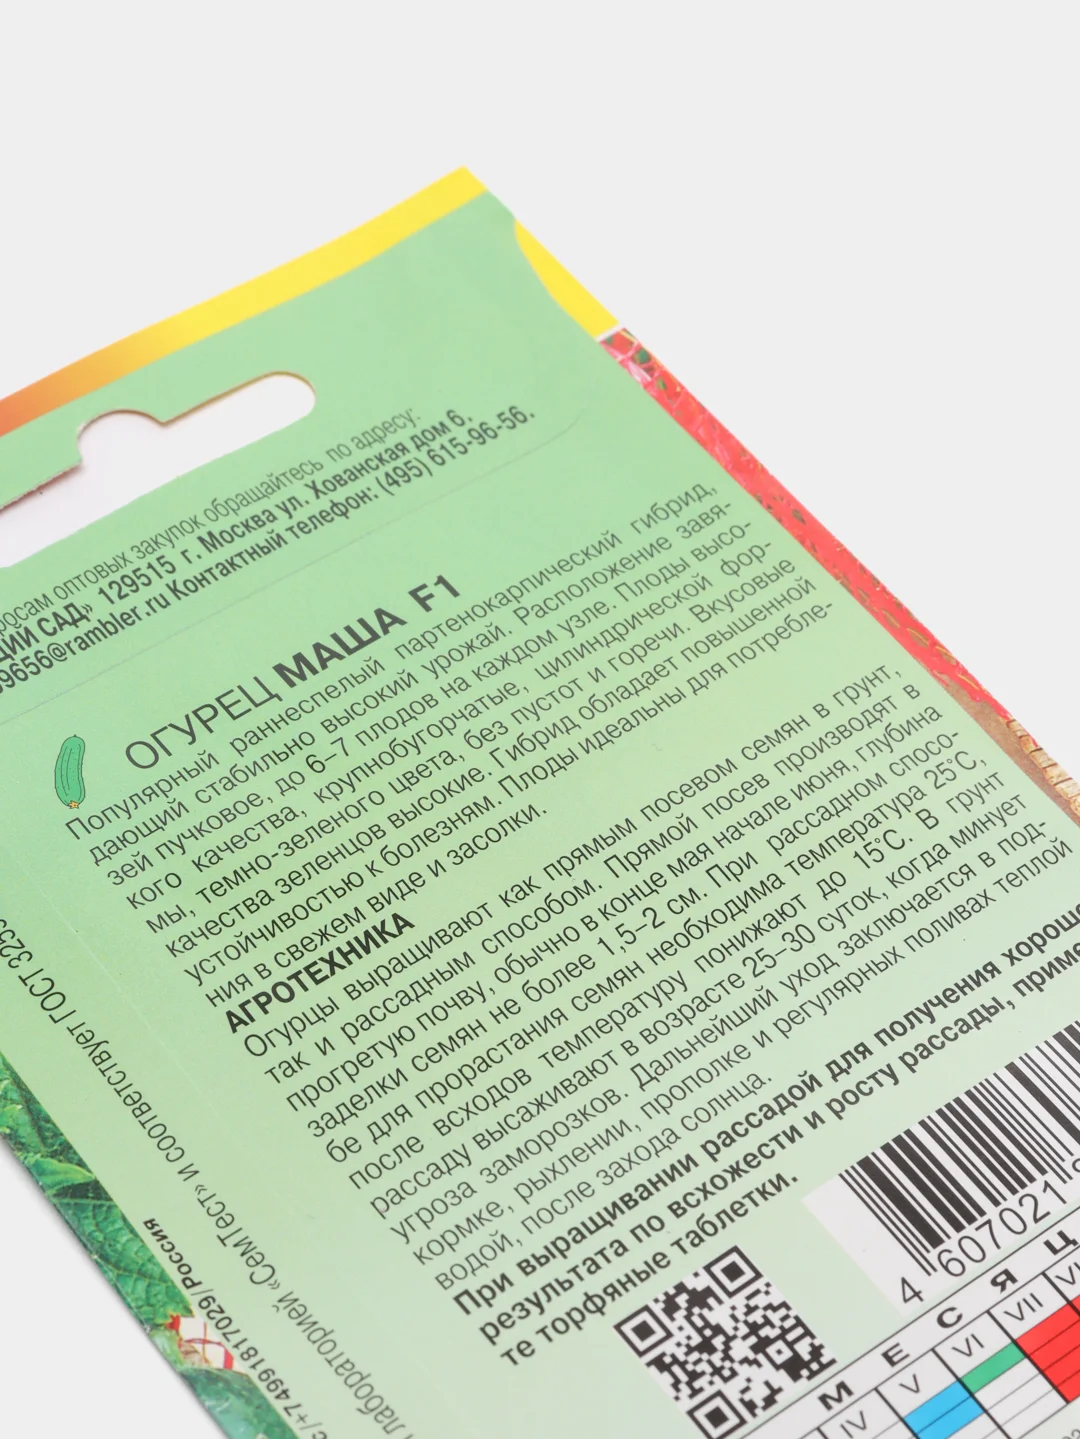 оптовых закупок обращайтесь по адресу:
САД» 129515 г. Москва ул. Хованская дом 6,
9656@rambler.ru Контактный телефон: (495) 615-96-56.
ОГУРЕЦ МАША F1
Популярный раннеспелый партенокарпический гибрид,
дающий стабильно высокий урожай. Расположение завя-
зей пучковое, до 6–7 плодов на каждом узле. Плоды высо-
кого качества, крупнобугорчатые, цилиндрической фор-
мы, темно-зеленого цвета, без пустот и горечи. Вкусовые
качества зеленцов высокие. Гибрид обладает повышенной
устойчивостью к болезням. Плоды идеальны для потребле-
ния в свежем виде и засолки.
АГРОТЕХНИКА
Огурцы выращивают как прямым посевом семян в грунт,
так и рассадным способом. Прямой посев производят в
прогретую почву, обычно в конце мая начале июня, глубина
заделки семян не более 1,5–2 см. При рассадном спосо-
бе для прорастания семян необходима температура 25°С,
после всходов температуру понижают до 15°С. В грунт
рассаду высаживают в возрасте 25–30 суток, когда минует
угроза заморозков. Дальнейший уход заключается в под-
кормке, рыхлении, прополке и регулярных поливах теплой
водой, после захода солнца.
При выращивании рассадой для получения хорош
результата по всхожести и росту рассады, приме
те торфяные таблетки.
4 607021
М Е С Я Ц
IV V VI VII
и соответствует ГОСТ 325
лабораторией «СемТест»
/+74991817029/Россия